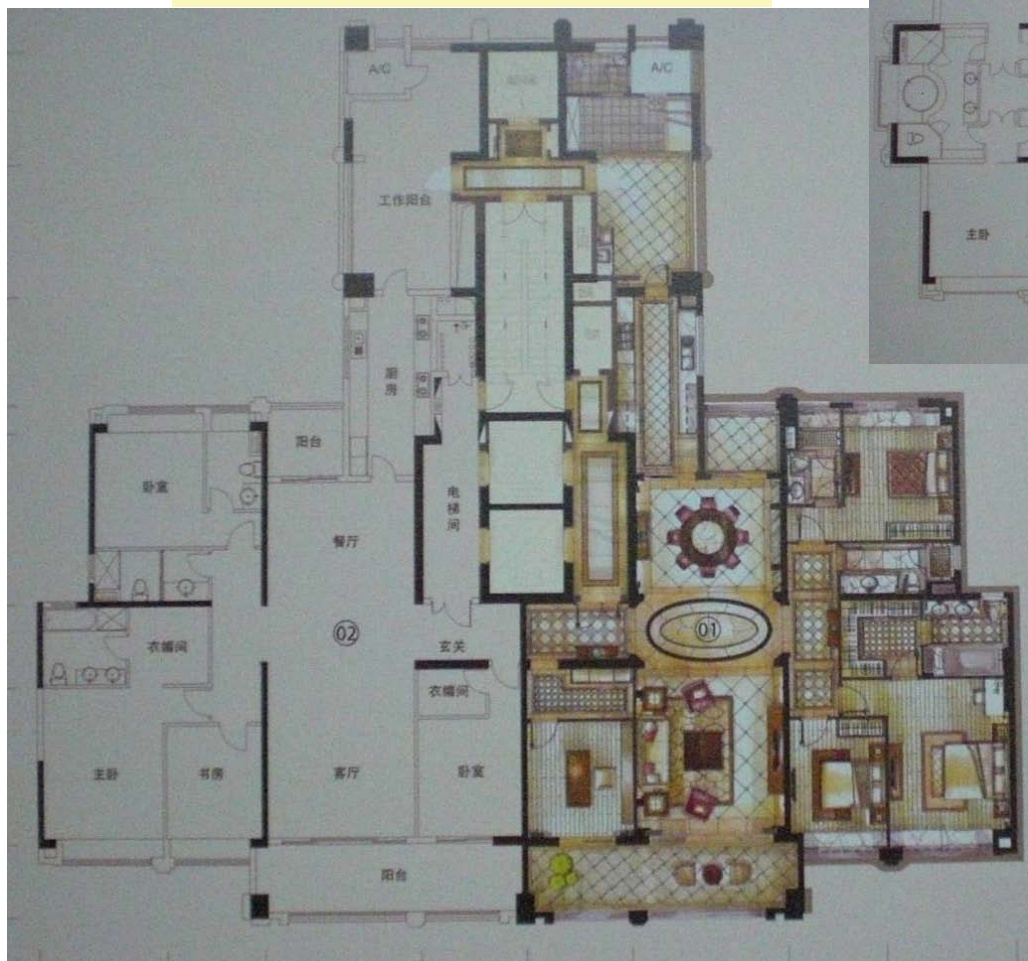 A/C
A/C
工作阳台
主卧
厨房
阳台
卧室
电梯间
餐厅
02
01
衣帽间
玄关
衣帽间
主卧
书房
客厅
卧室
阳台